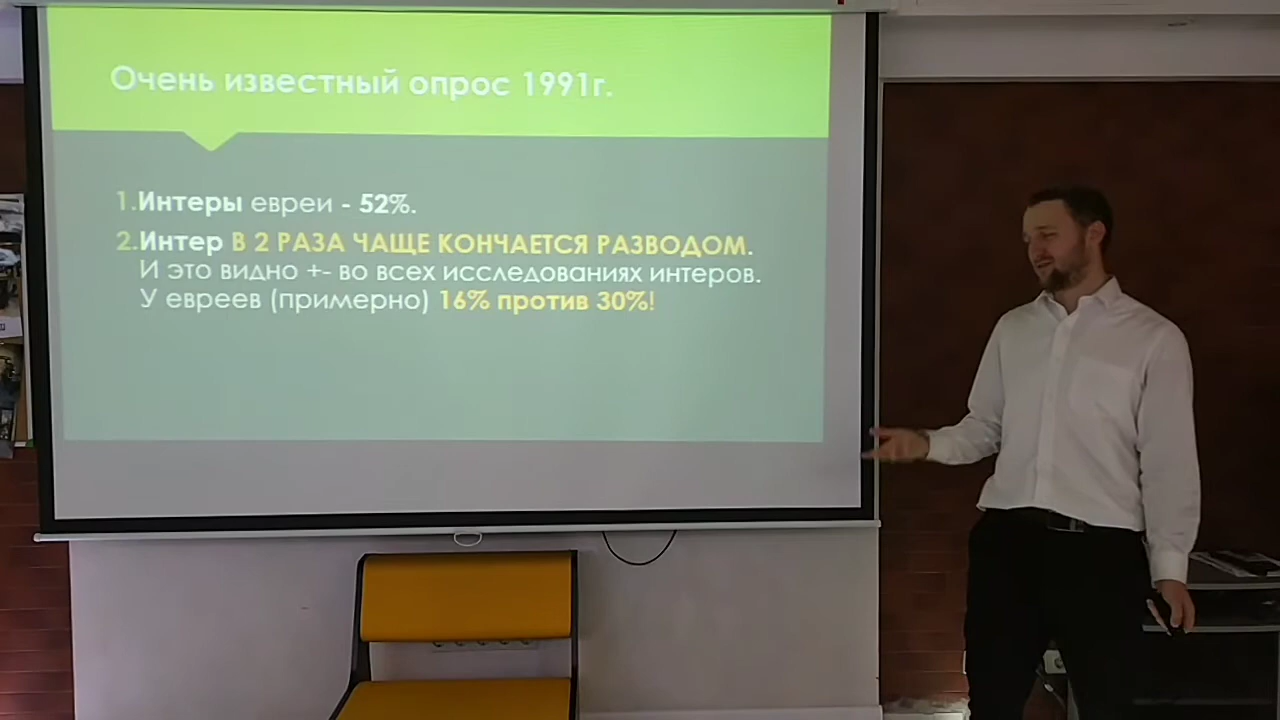 Очень известный опрос 1991г.
1.Интеры евреи - 52%.
2.Интер В 2 РАЗА ЧАЩЕ КОНЧАЕТСЯ РАЗВОДОМ.
И это видно +- во всех исследованиях интеров.
У евреев (примерно) 16% против 30%!